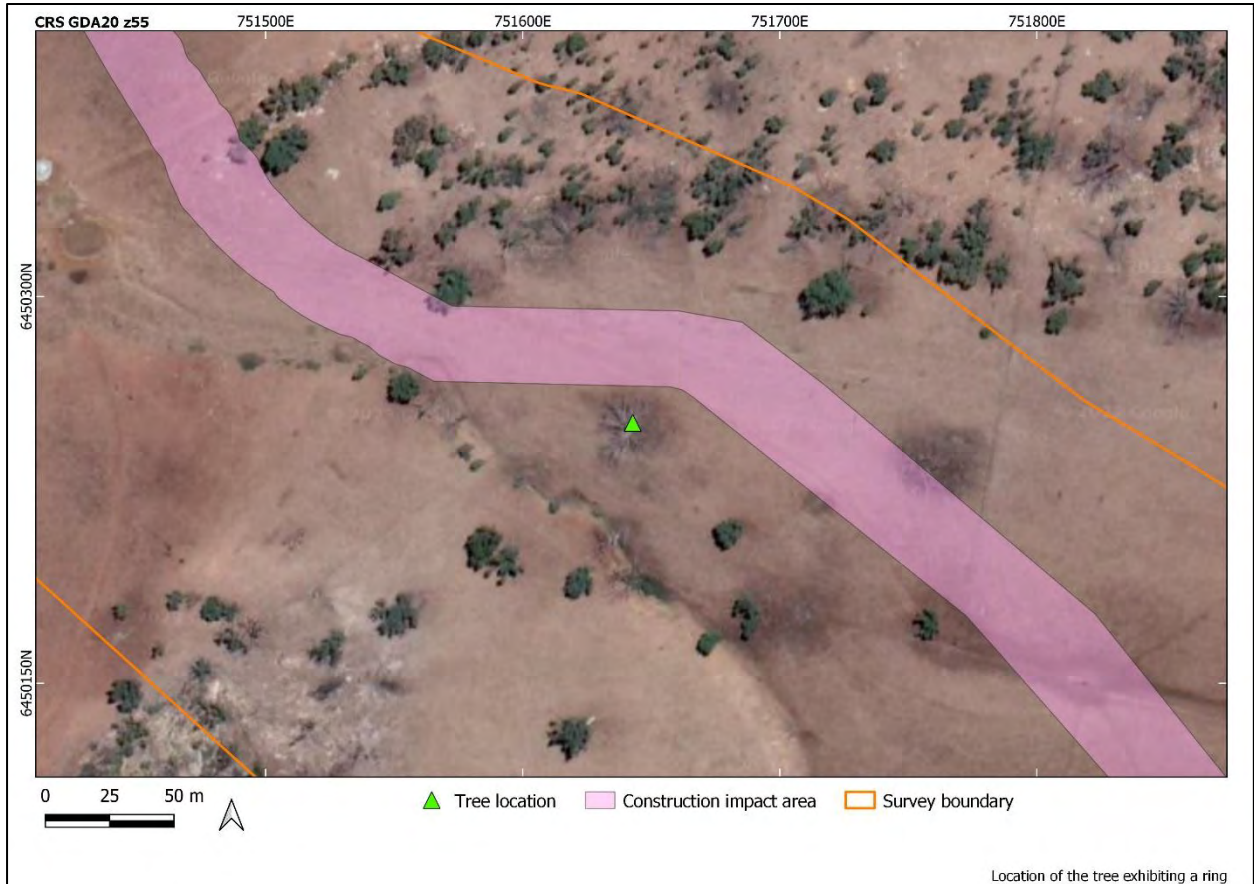 CRS GDA20 z55
751500E
751600E
751700E
751800E
6450300N
6450150N
0 25 50 m
Tree location
Construction impact area
Survey boundary
Location of the tree exhibiting a ring